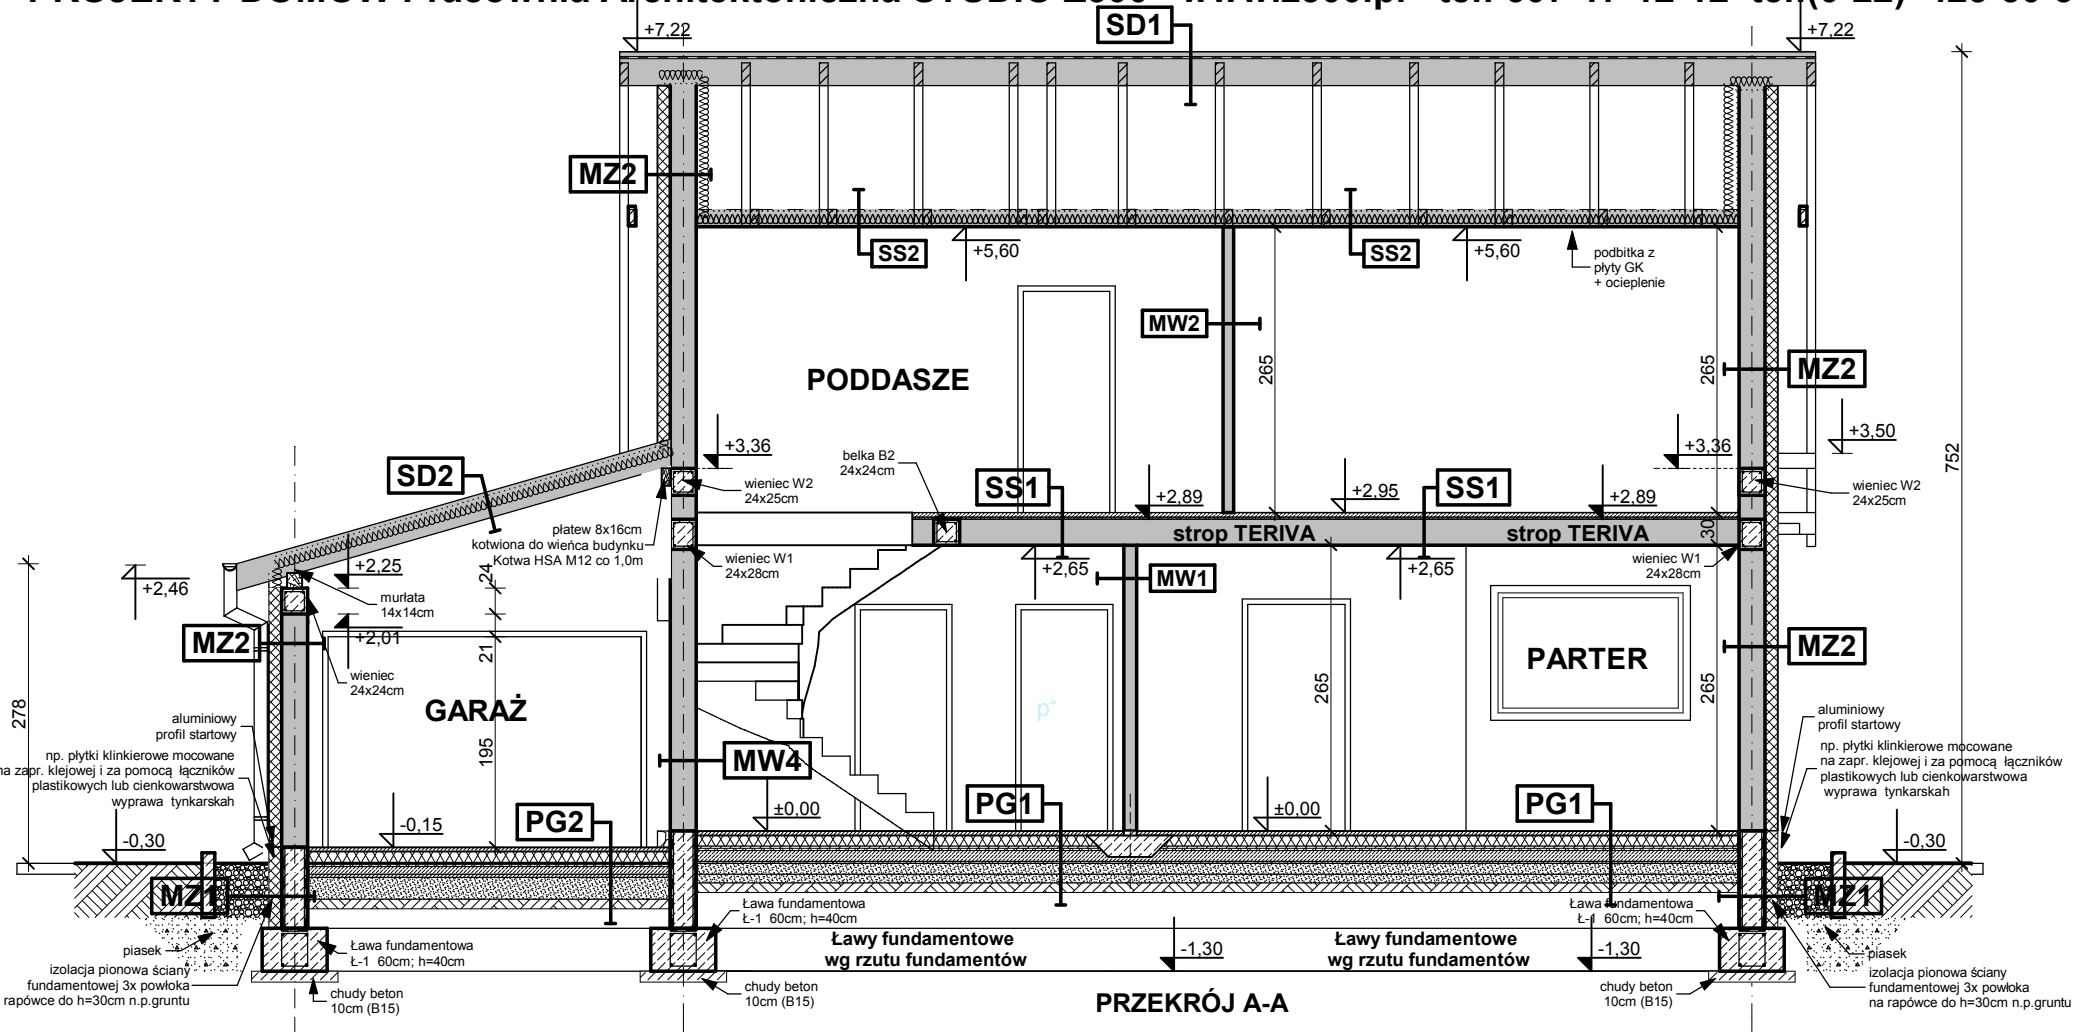 SD1
+7,22
+7,22
MZ2
SS2
+5,60
SS2
+5,60
podbitka z
płyty GK
+ ocieplenie
MW2
265
265
PODDASZE
MZ2
+3,50
752
+3,36
+3,36
belka B2
24x24cm
SD2
wieniec W2
24x25cm
SS1
+2,89
+2,95
SS1
+2,89
wieniec W2
24x25cm
płatew 8x16cm
kotwiona do wieńca budynku
Kotwa HSA M12 co 1,0m
strop TERIVA
strop TERIVA
30
wieniec W1
24x28cm
wieniec W1
24x28cm
+2,46
+2,25
24
+2,65
MW1
+2,65
murłata
14x14cm
+2,01
MZ2
21
wieniec
24x24cm
PARTER
MZ2
GARAŻ
278
195
265
265
aluminiowy
profil startowy
np. płytki klinkierowe mocowane
na zapr. klejowej i za pomocą łączników
plastikowych lub cienkowarstwowa
wyprawa tynkarskah
aluminiowy
profil startowy
np. płytki klinkierowe mocowane
na zapr. klejowej i za pomocą łączników
plastikowych lub cienkowarstwowa
wyprawa tynkarskah
MW4
PG2
PG1
PG1
-0,30
-0,15
±0,00
±0,00
-0,30
MZ1
MZ1
piasek
izolacja pionowa ściany
fundamentowej 3x powłoka
rapówce do h=30cm n.p.gruntu
Ława fundamentowa
Ł-1 60cm; h=40cm
Ława fundamentowa
Ł-1 60cm; h=40cm
Ławy fundamentowe
wg rzutu fundamentów
-1,30
Ławy fundamentowe
wg rzutu fundamentów
-1,30
Ława fundamentowa
Ł-1 60cm; h=40cm
piasek
izolacja pionowa ściany
fundamentowej 3x powłoka
na rapówce do h=30cm n.p.gruntu
chudy beton
10cm (B15)
chudy beton
10cm (B15)
chudy beton
10cm (B15)
PRZEKRÓJ A-A